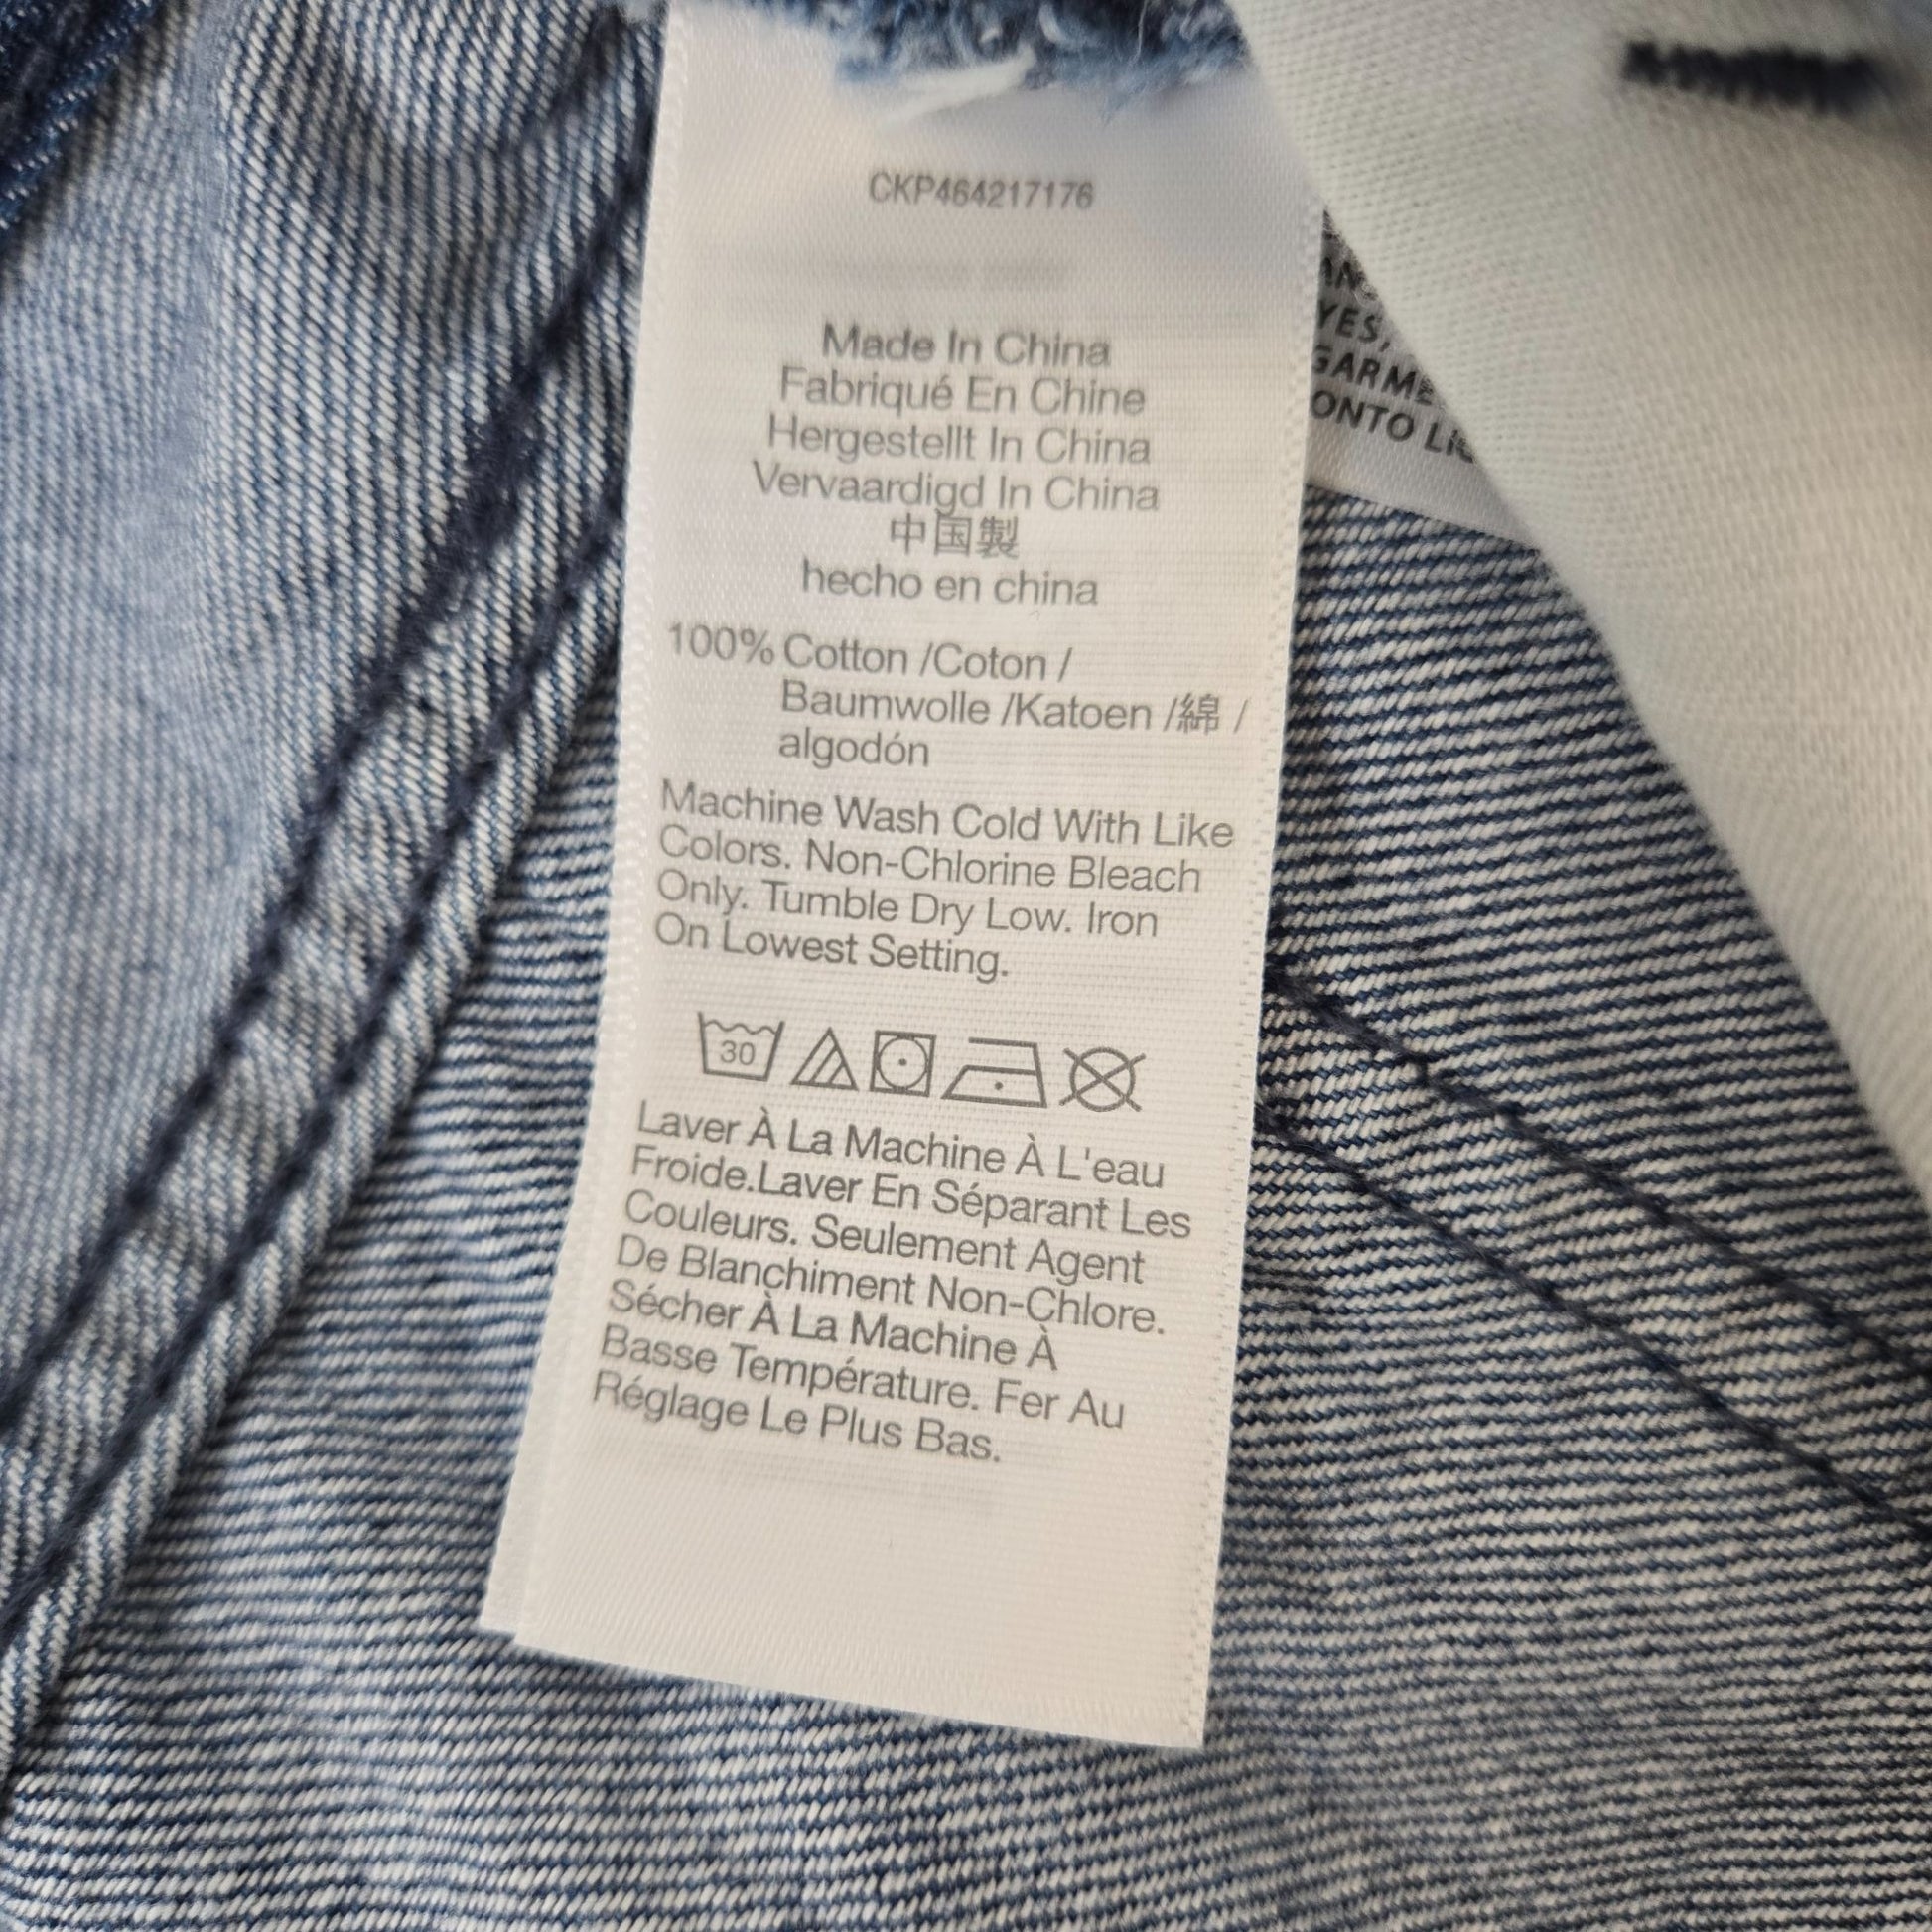 CKP464217176
Made In China
Fabriqué En Chine
Hergestellt In China
Vervaardigd In China
中国製
hecho en china
100% Cotton /Coton /
Baumwolle /Katoen /綿 /
algodón
Machine Wash Cold With Like
Colors. Non-Chlorine Bleach
Only. Tumble Dry Low. Iron
On Lowest Setting.
30
Laver À La Machine À L'eau
Froide.Laver En Séparant Les
Couleurs. Seulement Agent
De Blanchiment Non-Chlore.
Sécher À La Machine À
Basse Température. Fer Au
Réglage Le Plus Bas.
YES,
ONTO